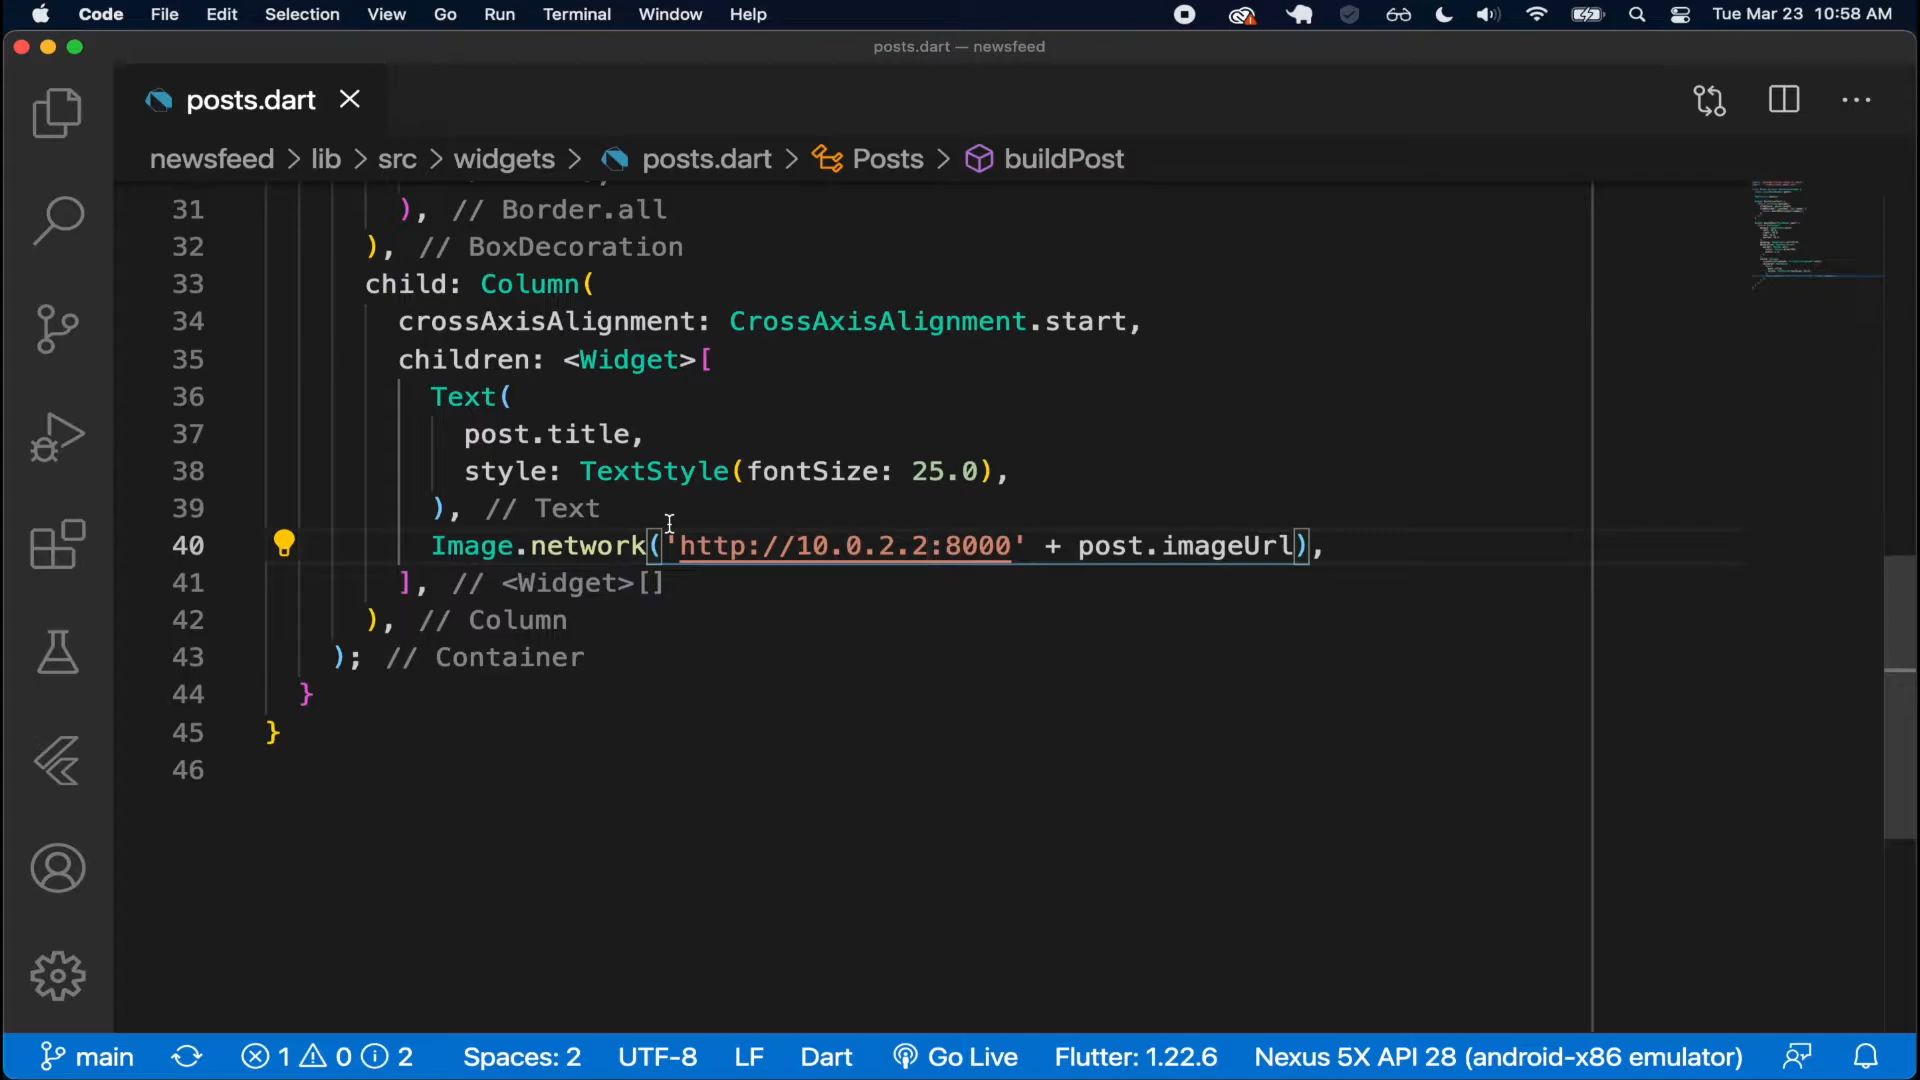 Code File Edit Selection View Go Run Terminal Window Help Tue Mar 23 10:58 AM
posts.dart — newsfeed
posts.dart
newsfeed > lib > src > widgets > posts.dart > Posts > buildPost
31 ), // Border.all
32 ), // BoxDecoration
33 child: Column(
34 crossAxisAlignment: CrossAxisAlignment.start,
35 children: <Widget>[
36 Text(
37 post.title,
38 style: TextStyle(fontSize: 25.0),
39 ), // Text
40 Image.network('http://10.0.2.2:8000' + post.imageUrl),
41 ], // <Widget>[]
42 ), // Column
43 ); // Container
44 }
45 }
46
main 1 0 2 Spaces: 2 UTF-8 LF Dart Go Live Flutter: 1.22.6 Nexus 5X API 28 (android-x86 emulator)